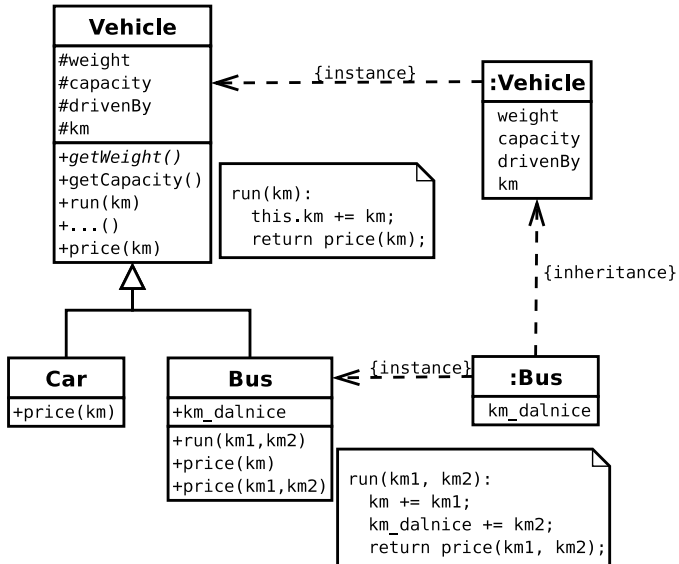 Vehicle
#weight
#capacity
#drivenBy
#km
+getWeight()
+getCapacity()
+run(km)
+...()
+price(km)
{instance}
:Vehicle
weight
capacity
drivenBy
km
run(km):
this.km += km;
return price(km);
{inheritance}
Car
+price(km)
Bus
+km_dalnice
+run(km1,km2)
+price(km)
+price(km1,km2)
{instance}
:Bus
km_dalnice
run(km1, km2):
km += km1;
km_dalnice += km2;
return price(km1, km2);